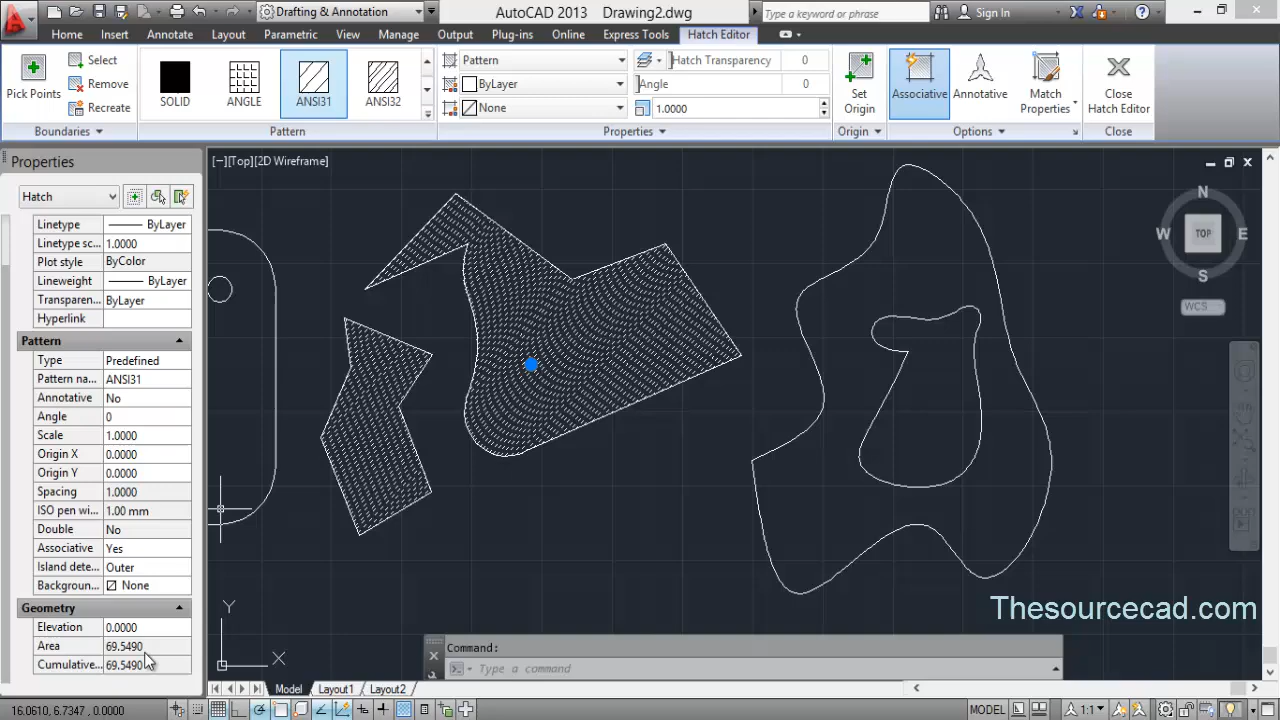 Drafting & Annotation
AutoCAD 2013 Drawing2.dwg
Type a keyword or phrase
Sign In
Home Insert Annotate Layout Parametric View Manage Output Plug-ins Online Express Tools Hatch Editor
Pick Points
Select
Remove
Recreate
Boundaries
SOLID
ANGLE
ANSI31
ANSI32
Pattern
Pattern
ByLayer
None
Hatch Transparency 0
Angle 0
1.0000
Properties
Set
Origin
Origin
Associative
Annotative
Match
Properties
Options
Close
Hatch Editor
Close
Properties
Hatch
Linetype ByLayer
Linetype sc... 1.0000
Plot style ByColor
Lineweight ByLayer
Transparen... ByLayer
Hyperlink
Pattern
Type Predefined
Pattern na... ANSI31
Annotative No
Angle 0
Scale 1.0000
Origin X 0.0000
Origin Y 0.0000
Spacing 1.0000
ISO pen wi... 1.00 mm
Double No
Associative Yes
Island dete... Outer
Backgroun... None
Geometry
Elevation 0.0000
Area 69.5490
Cumulative... 69.5490
[−][Top][2D Wireframe]
N
W TOP E
S
WCS
Y
X
Thesourcecad.com
Command:
Type a command
Model Layout1 Layout2
16.0610, 6.7347 , 0.0000
MODEL
1:1